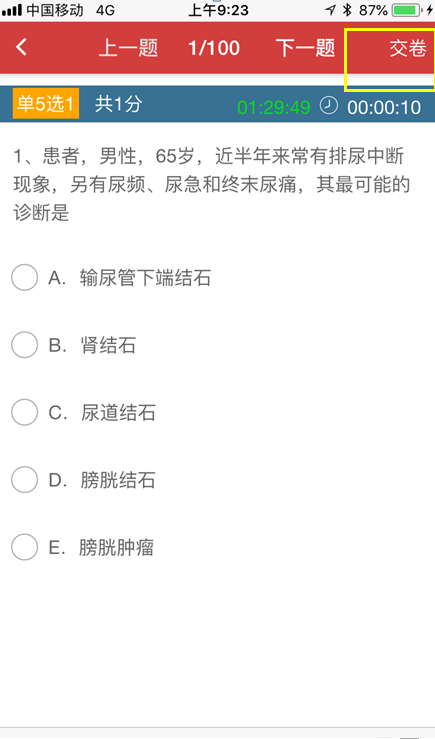 中国移动 4G 上午9:23 87%
上一题 1/100 下一题 交卷
单5选1 共1分 01:29:49 00:00:10
1、患者，男性，65岁，近半年来常有排尿中断
现象，另有尿频、尿急和终末尿痛，其最可能的
诊断是
A. 输尿管下端结石
B. 肾结石
C. 尿道结石
D. 膀胱结石
E. 膀胱肿瘤